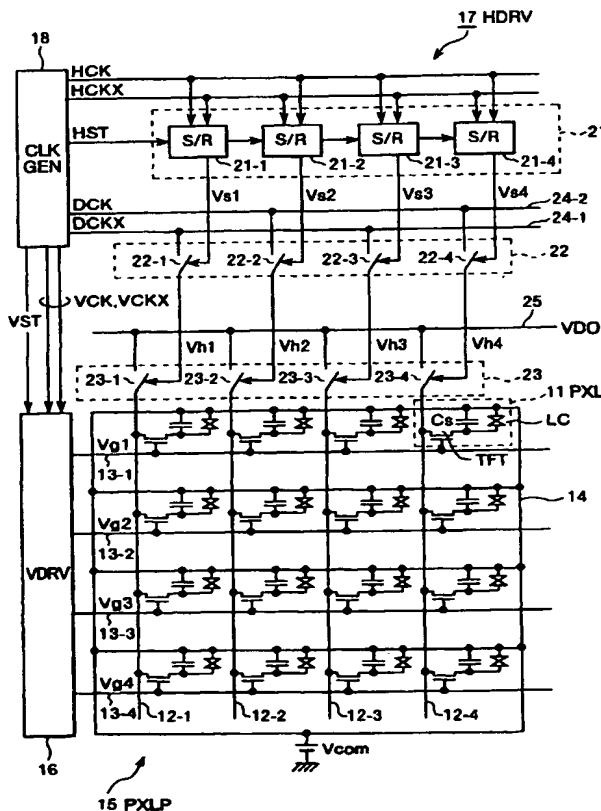 17 HDRV
18
HCK
HCKX
HST
CLK
GEN
S/R
S/R
S/R
S/R
21
21-1
21-2
21-3
21-4
Vs1
Vs2
Vs3
Vs4
DCK
24-2
DCKX
24-1
22-1
22-2
22-3
22-4
22
VST
VCK,VCKX
25
VDO
Vh1
Vh2
Vh3
Vh4
23-1
23-2
23-3
23-4
23
11 PXL
Cs
LC
TFT
Vg1
13-1
14
Vg2
13-2
VDRV
Vg3
13-3
Vg4
13-4
12-1
12-2
12-3
12-4
16
Vcom
15 PXLP